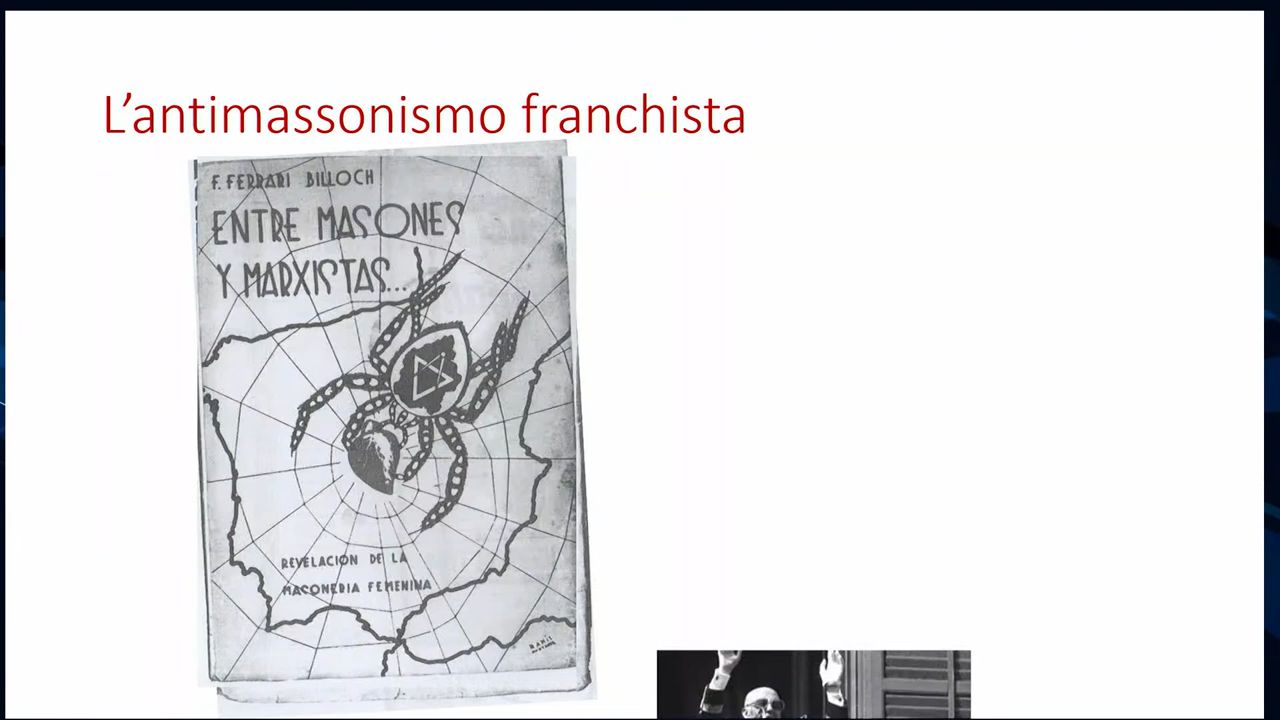 L'antimassonismo franchista
F. FERRARI BILLOCH
ENTRE MASONES
Y MARXISTAS...
REVELACION DE LA
MASONERIA FEMENINA